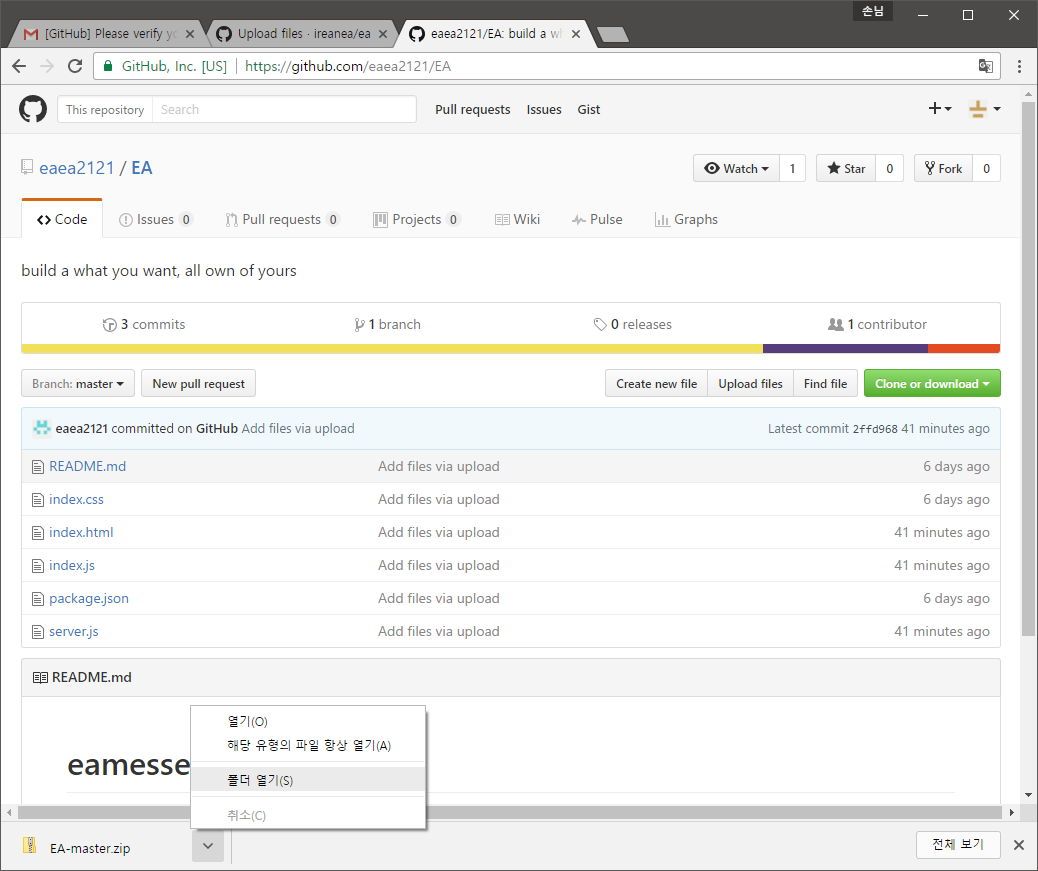 손님
[GitHub] Please verify yo
Upload files · ireanea/ea
eaea2121/EA: build a wh
GitHub, Inc. [US] https://github.com/eaea2121/EA
This repository Search Pull requests Issues Gist
eaea2121 / EA
Watch 1 Star 0 Fork 0
Code Issues 0 Pull requests 0 Projects 0 Wiki Pulse Graphs
build a what you want, all own of yours
3 commits 1 branch 0 releases 1 contributor
Branch: master New pull request Create new file Upload files Find file Clone or download
eaea2121 committed on GitHub Add files via upload Latest commit 2ffd968 41 minutes ago
README.md Add files via upload 6 days ago
index.css Add files via upload 6 days ago
index.html Add files via upload 41 minutes ago
index.js Add files via upload 41 minutes ago
package.json Add files via upload 6 days ago
server.js Add files via upload 41 minutes ago
README.md
eamesse
열기(O)
해당 유형의 파일 항상 열기(A)
폴더 열기(S)
취소(C)
EA-master.zip 전체 보기